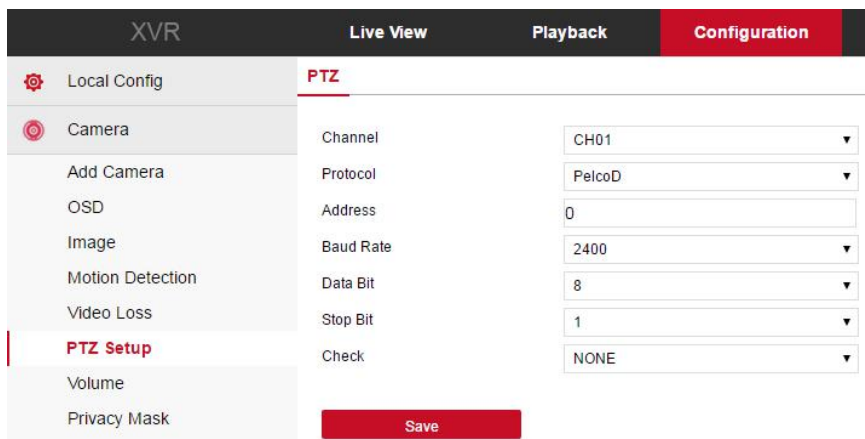 XVR Live View Playback Configuration
Local Config
Camera
Add Camera
OSD
Image
Motion Detection
Video Loss
PTZ Setup
Volume
Privacy Mask
PTZ
Channel CH01
Protocol PelcoD
Address 0
Baud Rate 2400
Data Bit 8
Stop Bit 1
Check NONE
Save